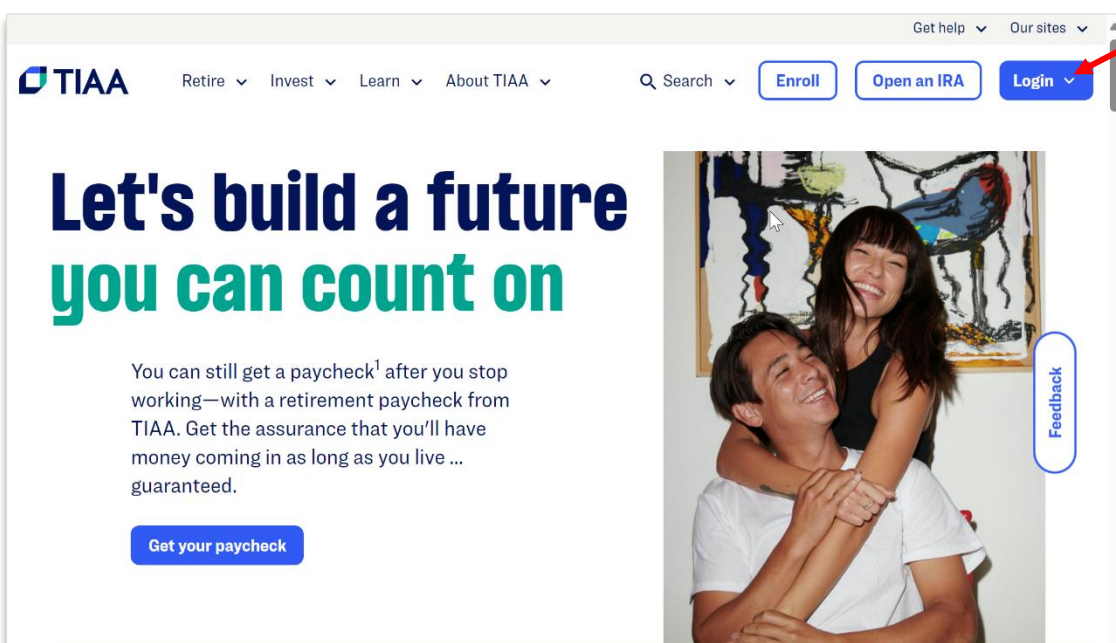 Get help Our sites
TIAA Retire Invest Learn About TIAA Search Enroll Open an IRA Login
Let's build a future
you can count on
You can still get a paycheck¹ after you stop
working—with a retirement paycheck from
TIAA. Get the assurance that you'll have
money coming in as long as you live ...
guaranteed.
Get your paycheck
Feedback